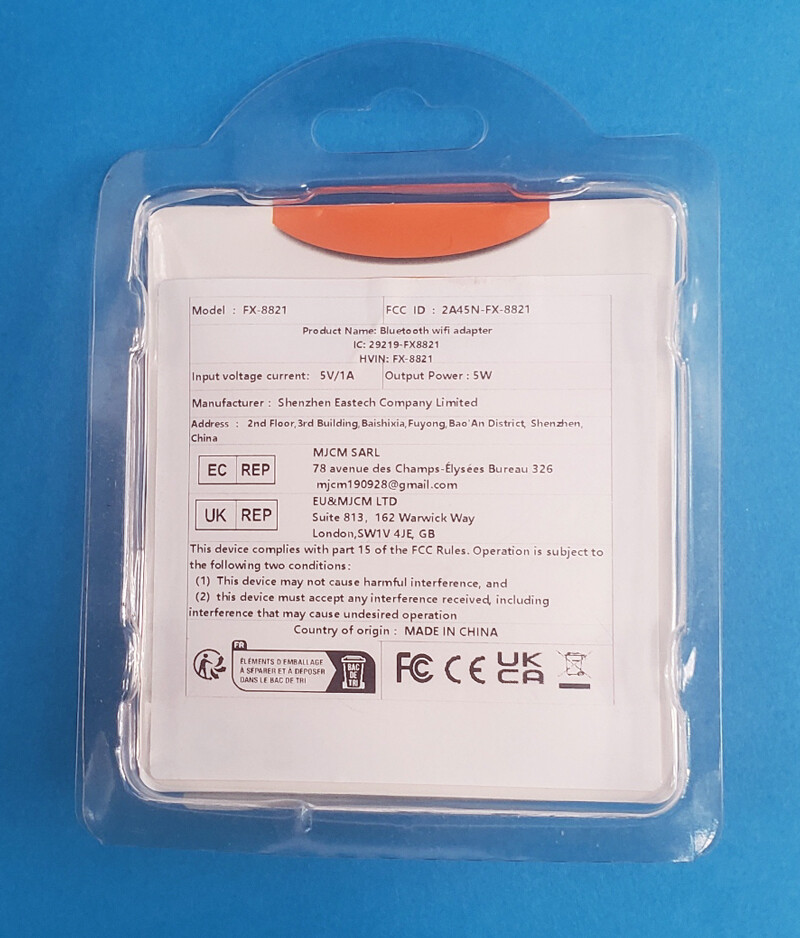 Model : FX-8821 FCC ID : 2A45N-FX-8821
Product Name: Bluetooth wifi adapter
IC: 29219-FX8821
HVIN: FX-8821
Input voltage current: 5V/1A Output Power : 5W
Manufacturer : Shenzhen Eastech Company Limited
Address : 2nd Floor,3rd Building,Baishixia,Fuyong,Bao'An District, Shenzhen,
China
EC REP
MJCM SARL
78 avenue des Champs-Élysées Bureau 326
mjcm190928@gmail.com
UK REP
EU&MJCM LTD
Suite 813, 162 Warwick Way
London,SW1V 4JE, GB
This device complies with part 15 of the FCC Rules. Operation is subject to
the following two conditions:
(1) This device may not cause harmful interference, and
(2) this device must accept any interference received, including
interference that may cause undesired operation
Country of origin : MADE IN CHINA
FR
ÉLÉMENTS D'EMBALLAGE
À SÉPARER ET À DÉPOSER
DANS LE BAC DE TRI
BAC
DE
TRI
FC CE UK
CA